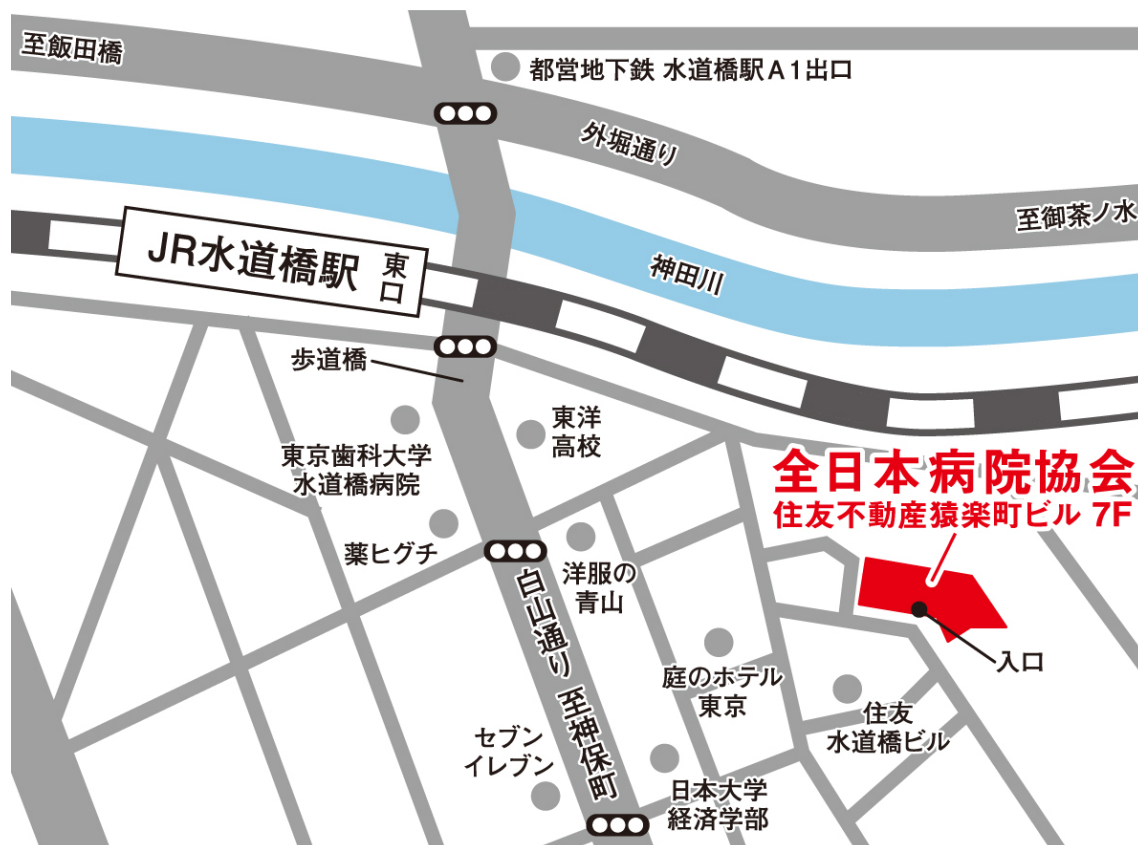 至飯田橋
都営地下鉄 水道橋駅A1出口
外堀通り
至御茶ノ水
JR水道橋駅 東口
神田川
歩道橋
東洋
高校
東京歯科大学
水道橋病院
全日本病院協会
住友不動産猿楽町ビル 7F
薬ヒグチ
洋服の
青山
白山通り 至神保町
入口
庭のホテル
東京
住友
水道橋ビル
セブン
イレブン
日本大学
経済学部